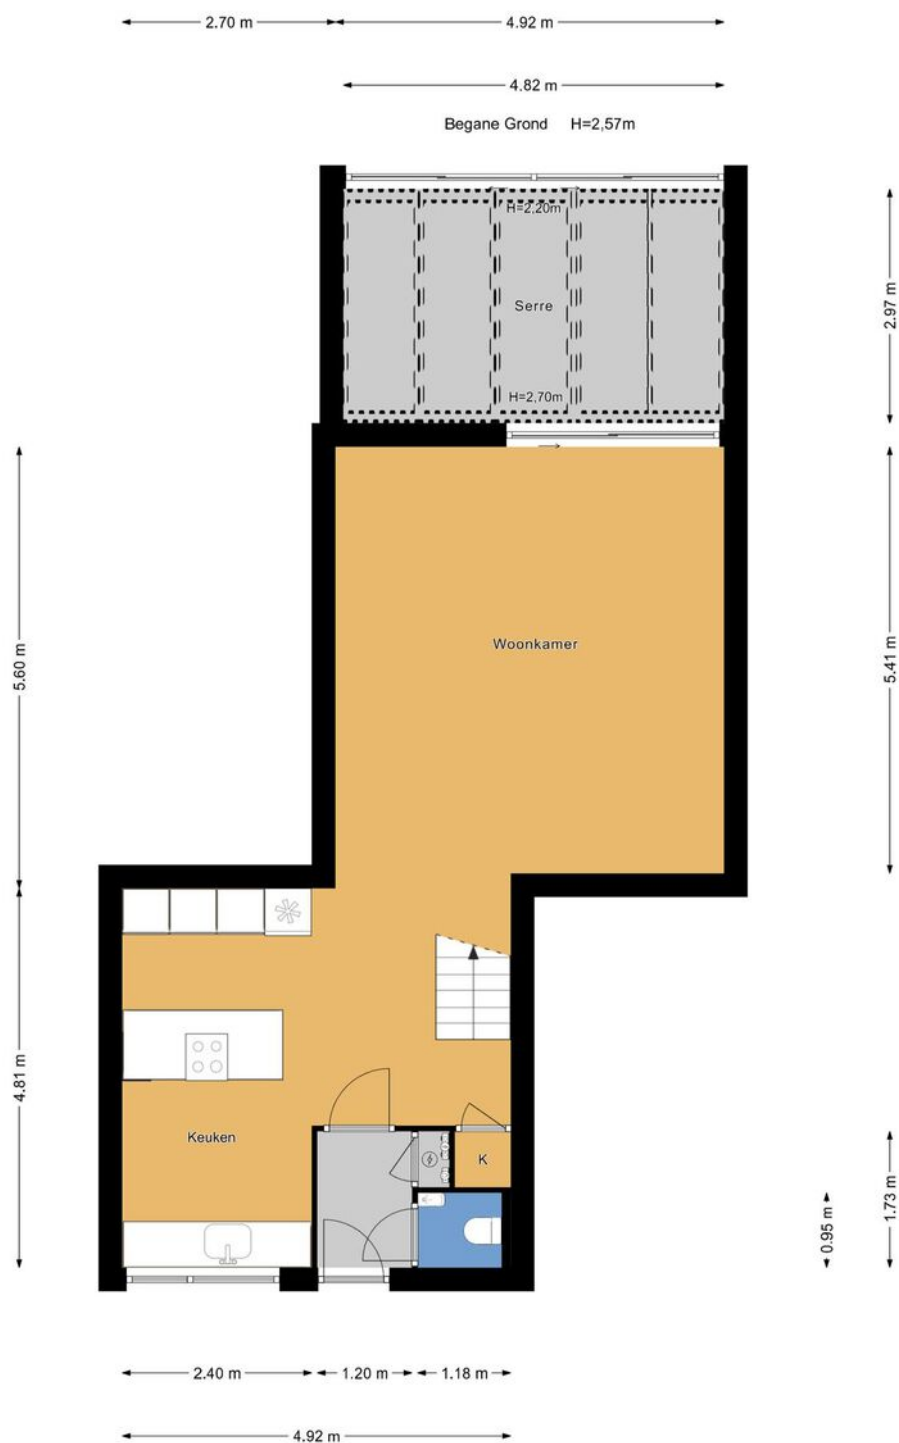 2.70 m
4.92 m
4.82 m
Begane Grond H=2,57m
H=2,20m
Serre
2.97 m
H=2,70m
Woonkamer
5.60 m
5.41 m
4.81 m
Keuken
K
0.95 m
1.73 m
2.40 m
1.20 m
1.18 m
4.92 m